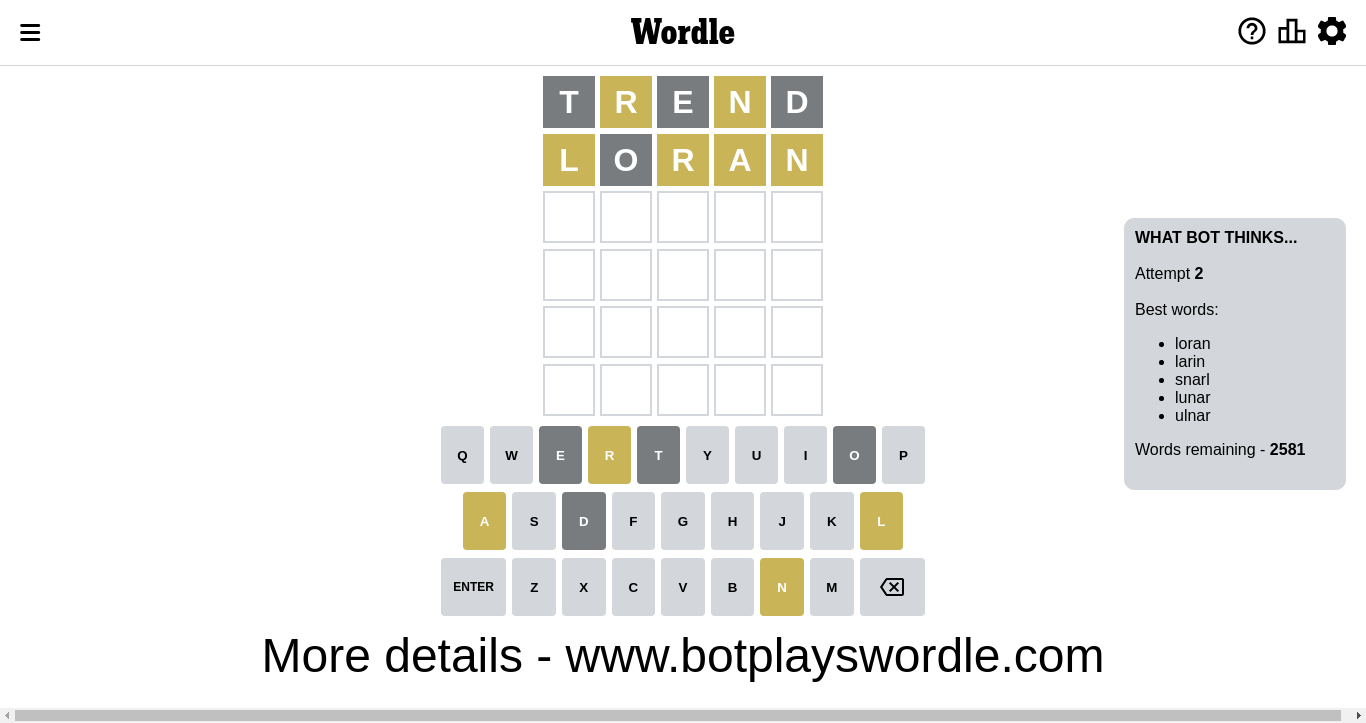 Wordle
T R E N D
L O R A N
WHAT BOT THINKS...
Attempt 2
Best words:
• loran
• larin
• snarl
• lunar
• ulnar
Words remaining - 2581
Q W E R T Y U I O P
A S D F G H J K L
ENTER Z X C V B N M
More details - www.botplayswordle.com